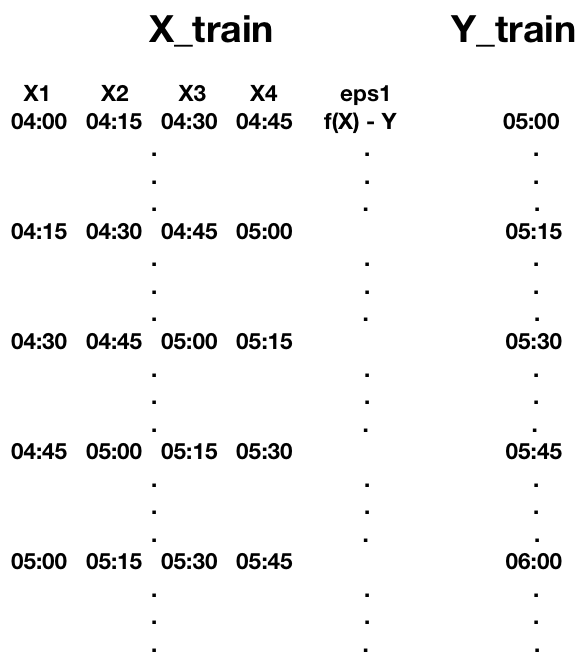 X_train Y_train
X1 X2 X3 X4 eps1
04:00 04:15 04:30 04:45 f(X) - Y 05:00
. . .
. . .
. . .
04:15 04:30 04:45 05:00 05:15
. . .
. . .
. . .
04:30 04:45 05:00 05:15 05:30
. . .
. . .
. . .
04:45 05:00 05:15 05:30 05:45
. . .
. . .
. . .
05:00 05:15 05:30 05:45 06:00
. . .
. . .
. . .